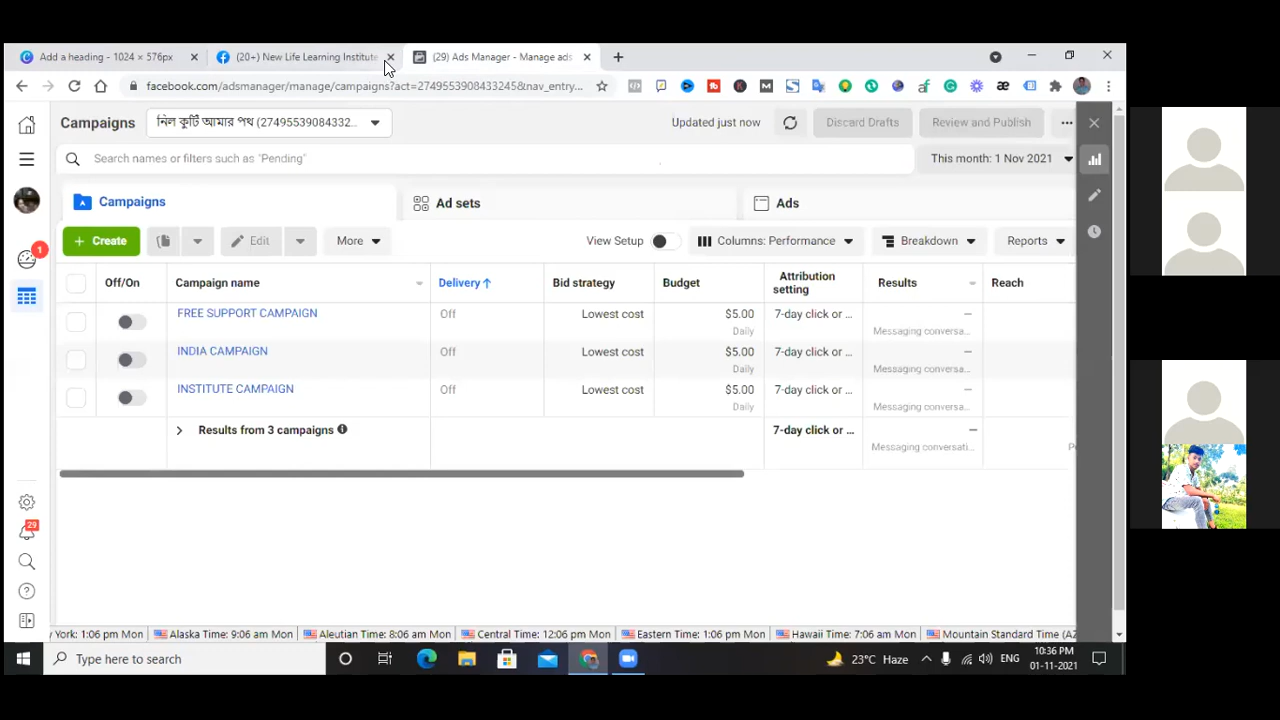 Add a heading - 1024 × 576px
(20+) New Life Learning Institute
(29) Ads Manager - Manage ads
facebook.com/adsmanager/manage/campaigns?act=2749553908433245&nav_entry...
Campaigns
নিল কুর্টি আমার পথ (27495539084332...
Updated just now
Discard Drafts
Review and Publish
Search names or filters such as "Pending"
This month: 1 Nov 2021
Campaigns
Ad sets
Ads
+ Create
Edit
More
View Setup
Columns: Performance
Breakdown
Reports
1
Off/On
Campaign name
Delivery
Bid strategy
Budget
Attribution
setting
Results
Reach
FREE SUPPORT CAMPAIGN
Off
Lowest cost
$5.00
Daily
7-day click or ...
—
Messaging conversa...
INDIA CAMPAIGN
Off
Lowest cost
$5.00
Daily
7-day click or ...
—
Messaging conversa...
INSTITUTE CAMPAIGN
Off
Lowest cost
$5.00
Daily
7-day click or ...
—
Messaging conversa...
Results from 3 campaigns
7-day click or ...
—
Messaging conversati...
29
York: 1:06 pm Mon
Alaska Time: 9:06 am Mon
Aleutian Time: 8:06 am Mon
Central Time: 12:06 pm Mon
Eastern Time: 1:06 pm Mon
Hawaii Time: 7:06 am Mon
Mountain Standard Time (AZ
Type here to search
23°C Haze
ENG
10:36 PM
01-11-2021